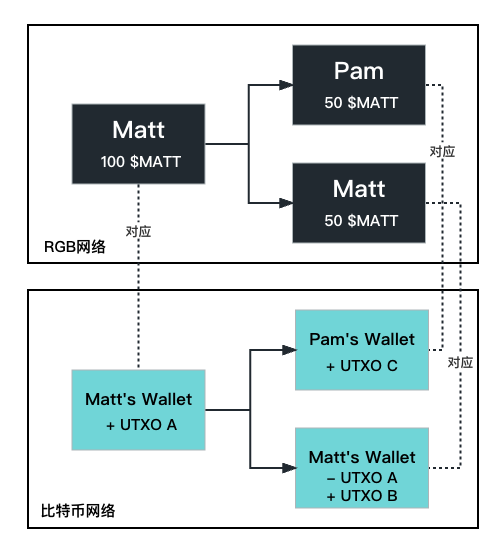 Pam
50 $MATT
Matt
100 $MATT
对应
Matt
50 $MATT
对应
RGB网络
Pam's Wallet
+ UTXO C
对应
Matt's Wallet
+ UTXO A
Matt's Wallet
– UTXO A
+ UTXO B
比特币网络